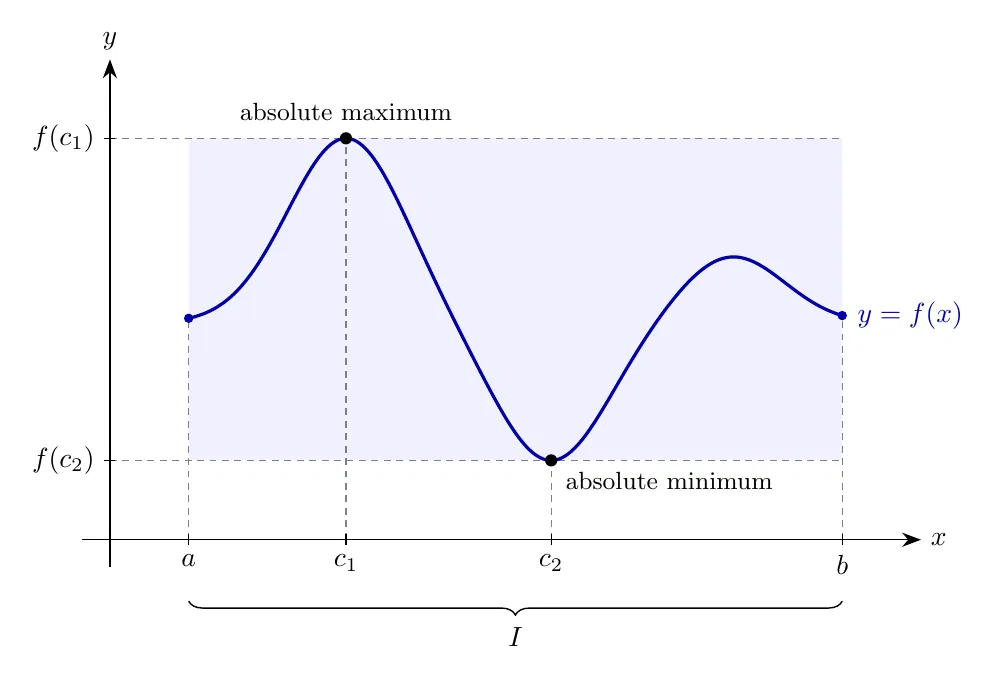 y
absolute maximum
f(c₁)
y = f(x)
f(c₂)
absolute minimum
x
a
c₁
c₂
b
I